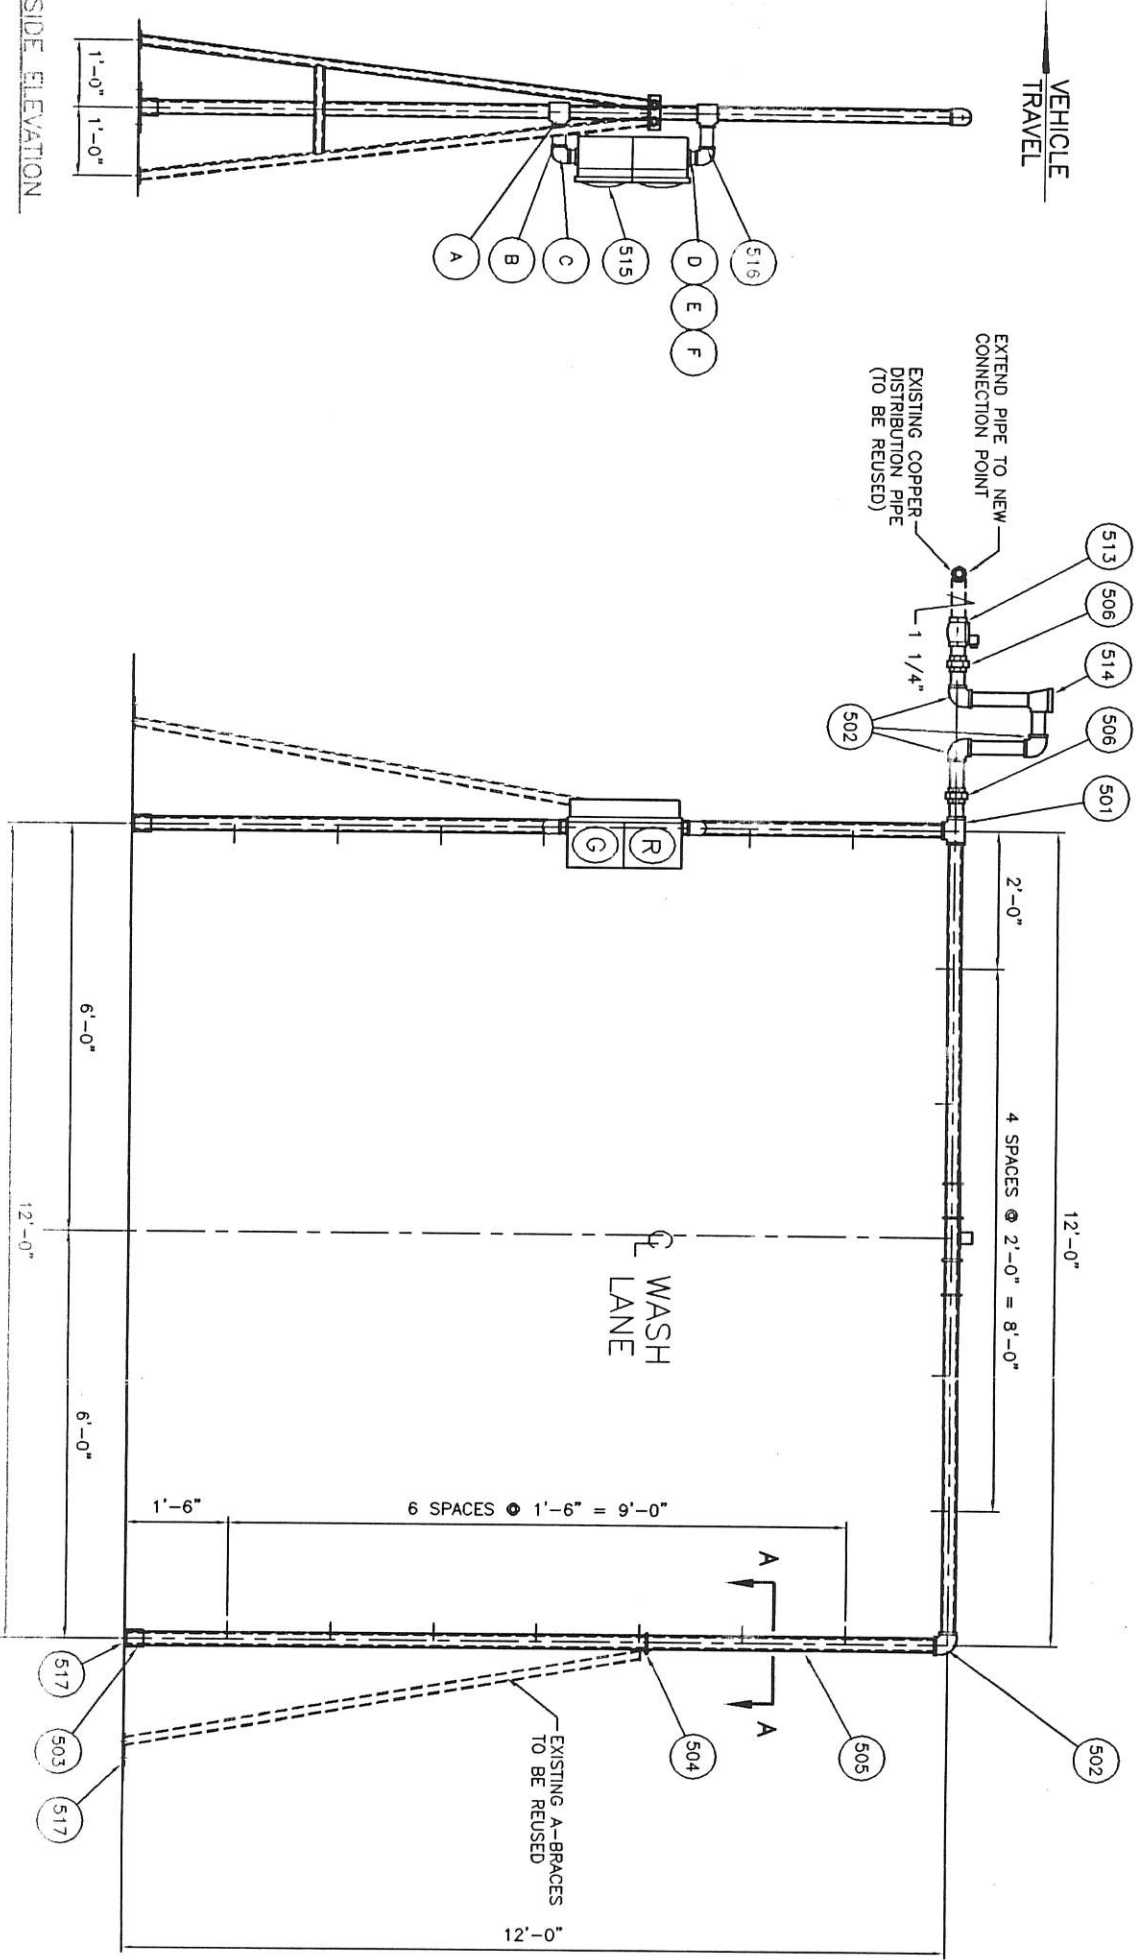 VEHICLE
TRAVEL
516
D
E
F
515
C
B
A
1'-0"
1'-0"
SIDE ELEVATION
EXTEND PIPE TO NEW
CONNECTION POINT
EXISTING COPPER
DISTRIBUTION PIPE
(TO BE REUSED)
1 1/4"
513
506
514
506
501
502
2'-0"
4 SPACES @ 2'-0" = 8'-0"
12'-0"
R
G
℄ WASH
LANE
6'-0"
6'-0"
12'-0"
1'-6"
6 SPACES @ 1'-6" = 9'-0"
A
A
502
505
504
EXISTING A-BRACES
TO BE REUSED
517
503
517
12'-0"